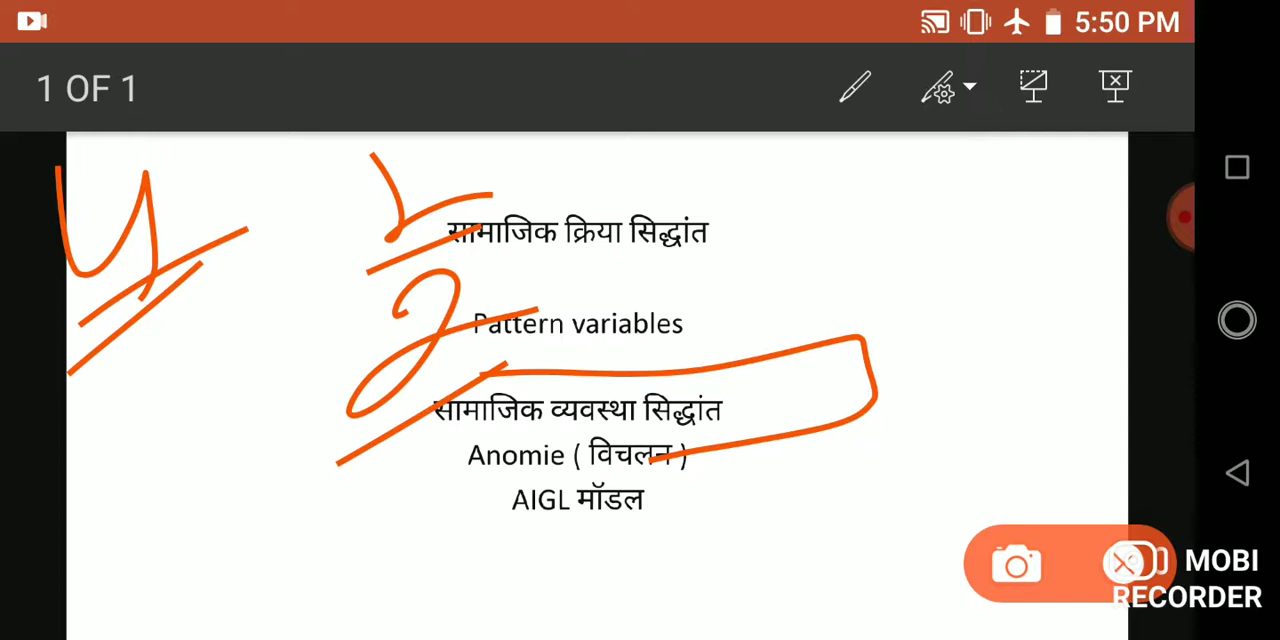 5:50 PM
1 OF 1
सामाजिक क्रिया सिद्धांत
Pattern variables
सामाजिक व्यवस्था सिद्धांत
Anomie ( विचलन )
AIGL मॉडल
MOBI
RECORDER